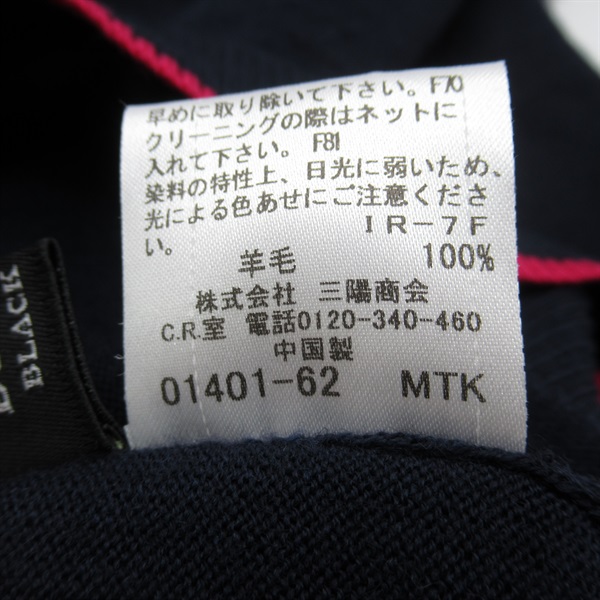 早めに取り除いて下さい。F70
クリーニングの際はネットに
入れて下さい。 F81
染料の特性上、日光に弱いため、
光による色あせにご注意くださ
い。
IR-7F
羊毛 100%
株式会社 三陽商会
C.R.室 電話0120-340-460
中国製
01401-62 MTK
BLACK